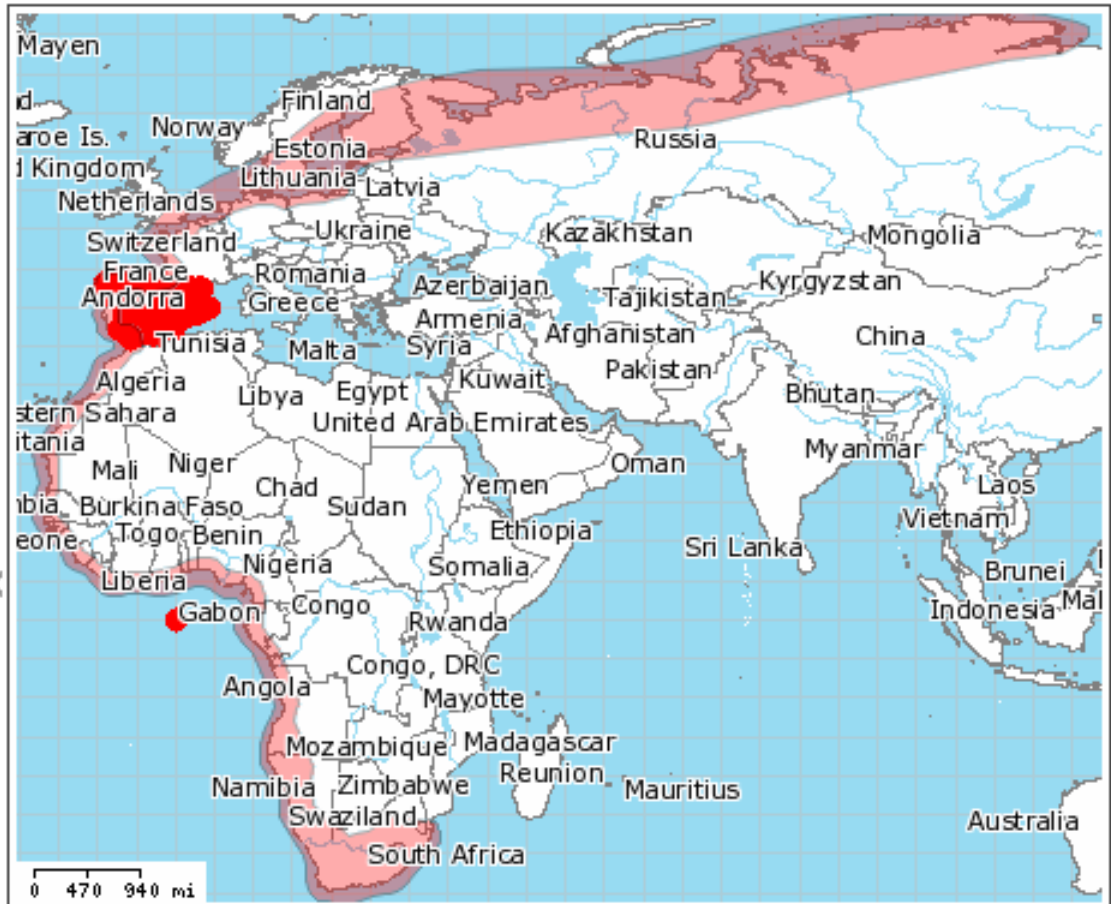 Mayen
Finland
Norway
aroe Is.
Estonia
Russia
d Kingdom
Lithuania
Latvia
Netherlands
Ukraine
Switzerland
Kazakhstan
Mongolia
France
Romania
Azerbaijan
Kyrgyzstan
Andorra
Greece
Tajikistan
Armenia
Afghanistan
China
Tunisia
Malta
Syria
Pakistan
Algeria
Kuwait
Libya
Egypt
Bhutan
stern Sahara
United Arab Emirates
itania
Myanmar
Mali
Niger
Oman
Chad
Yemen
Laos
nbia
Burkina Faso
Sudan
Vietnam
eone
Togo
Benin
Ethiopia
Sri Lanka
Nigeria
Somalia
Liberia
Brunei
Gabon
Congo
Rwanda
Indonesia
Mal
Congo, DRC
Angola
Mayotte
Mozambique
Madagascar
Reunion
Namibia
Zimbabwe
Mauritius
Swaziland
Australia
South Africa
0 470 940 mi